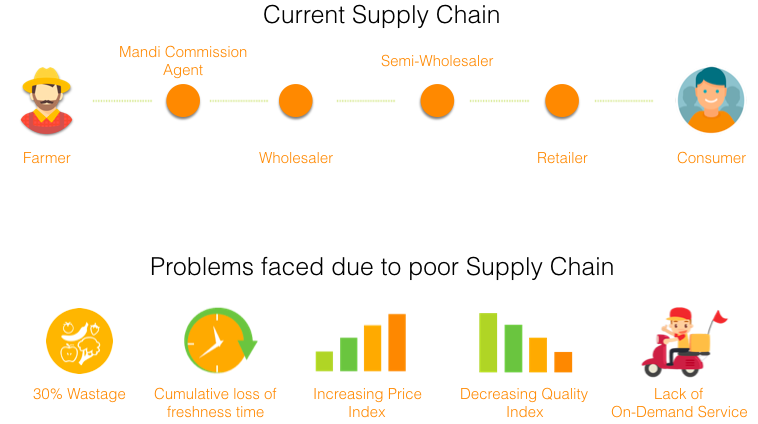 Current Supply Chain
Mandi Commission
Agent
Semi-Wholesaler
Farmer
Wholesaler
Retailer
Consumer
Problems faced due to poor Supply Chain
30% Wastage
Cumulative loss of
freshness time
Increasing Price
Index
Decreasing Quality
Index
Lack of
On-Demand Service